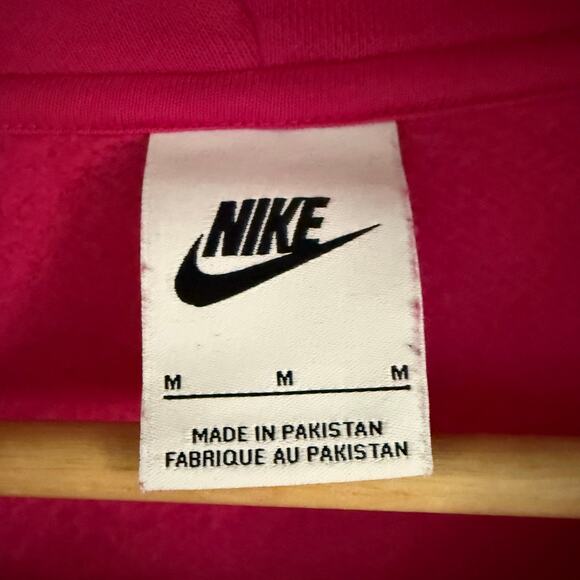 NIKE
M M M
MADE IN PAKISTAN
FABRIQUE AU PAKISTAN